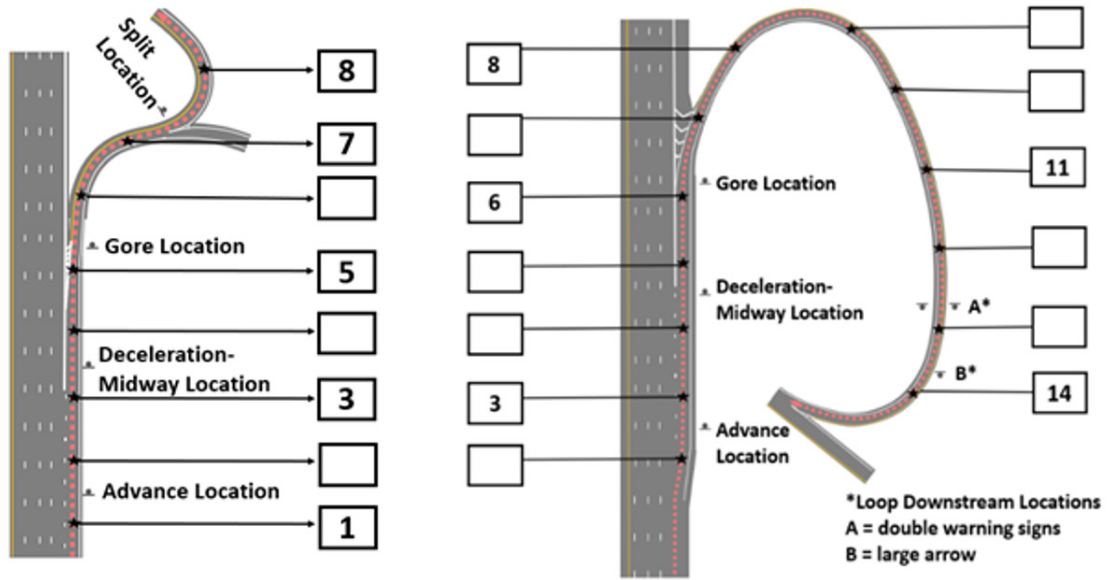 Split
Location
8
7
Gore Location
5
Deceleration-
Midway Location
3
Advance Location
1
8
6
Gore Location
11
Deceleration-
Midway Location
A*
B*
3
14
Advance
Location
*Loop Downstream Locations
A = double warning signs
B = large arrow